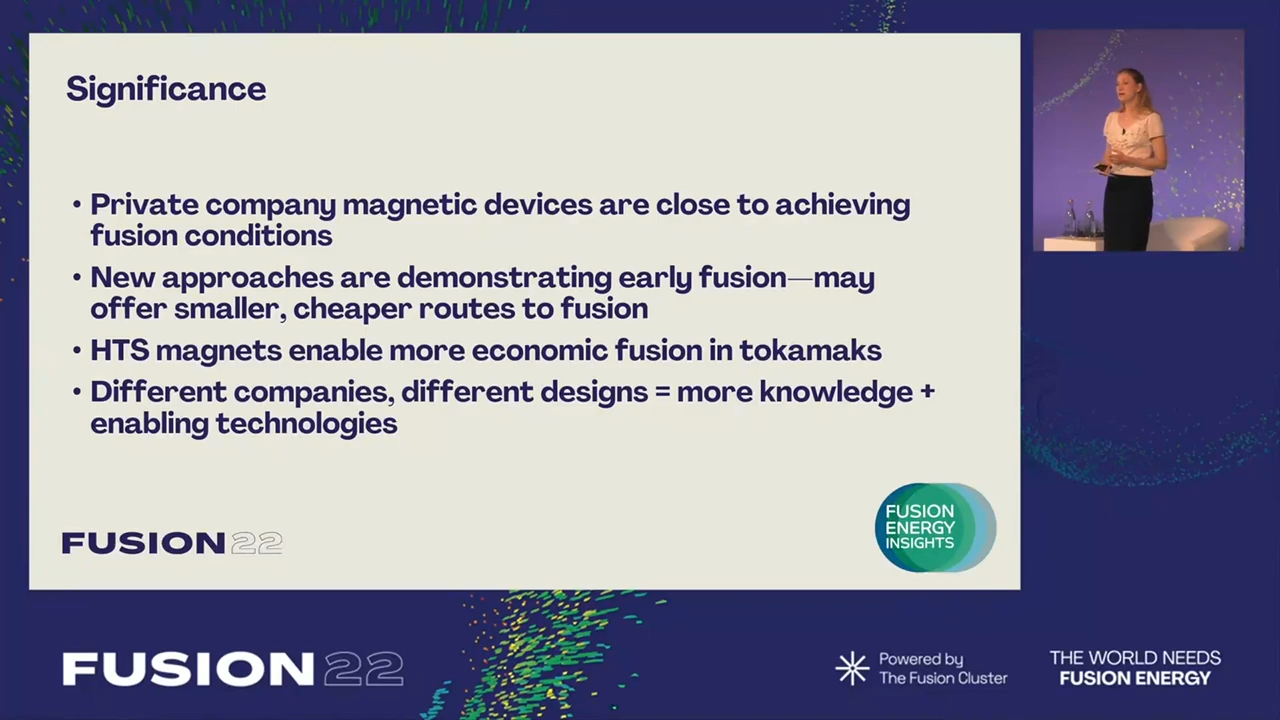 Significance
• Private company magnetic devices are close to achieving
fusion conditions
• New approaches are demonstrating early fusion—may
offer smaller, cheaper routes to fusion
• HTS magnets enable more economic fusion in tokamaks
• Different companies, different designs = more knowledge +
enabling technologies
FUSION 22
FUSION
ENERGY
INSIGHTS
FUSION 22
Powered by
The Fusion Cluster
THE WORLD NEEDS
FUSION ENERGY